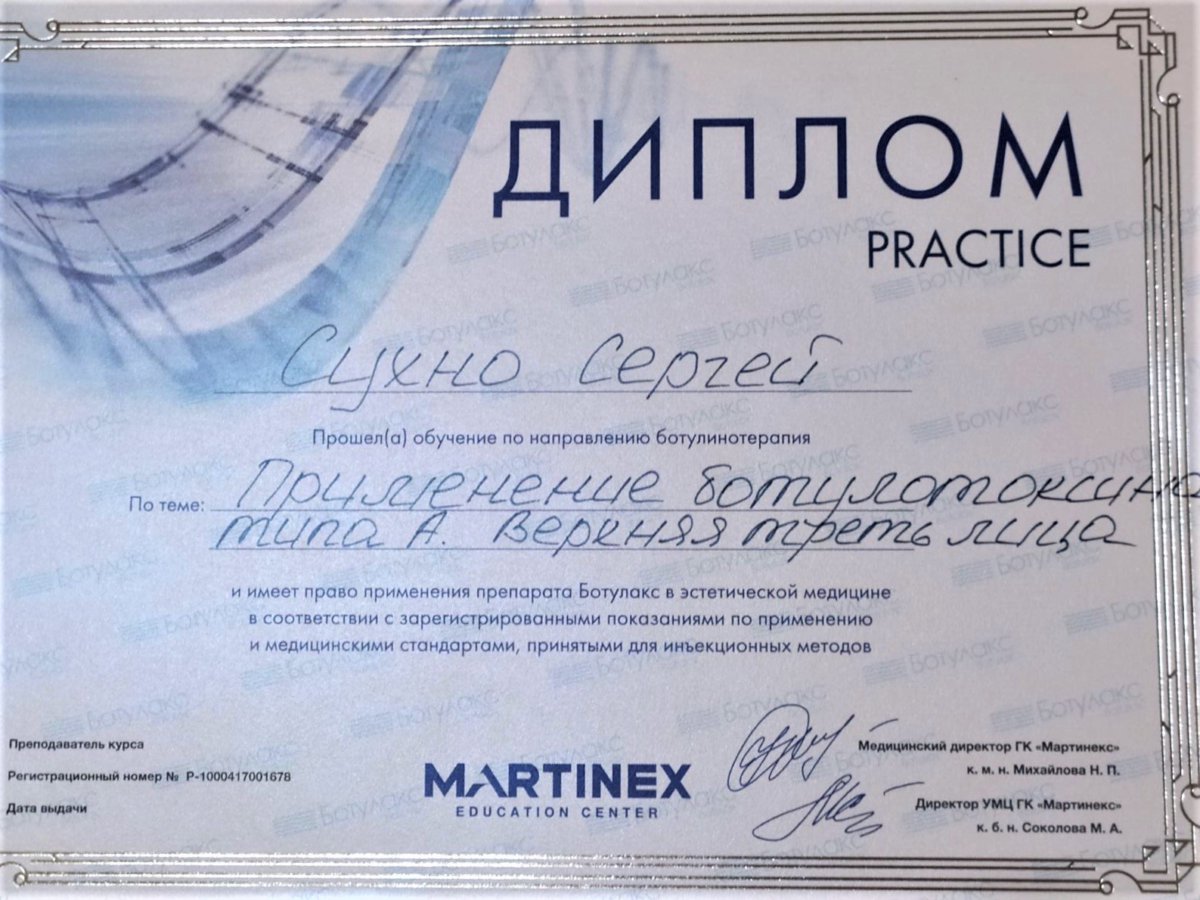 ДИПЛОМ
PRACTICE
Сухно Сергей
Прошел(а) обучение по направлению ботулинотерапия
По теме: Применение ботулотоксина
типа А. Верхняя треть лица
и имеет право применения препарата Ботулакс в эстетической медицине
в соответствии с зарегистрированными показаниями по применению
и медицинскими стандартами, принятыми для инъекционных методов
Преподаватель курса
Регистрационный номер № Р-1000417001678
Дата выдачи
MARTINEX
EDUCATION CENTER
Медицинский директор ГК «Мартинекс»
к. м. н. Михайлова Н. П.
Директор УМЦ ГК «Мартинекс»
к. б. н. Соколова М. А.